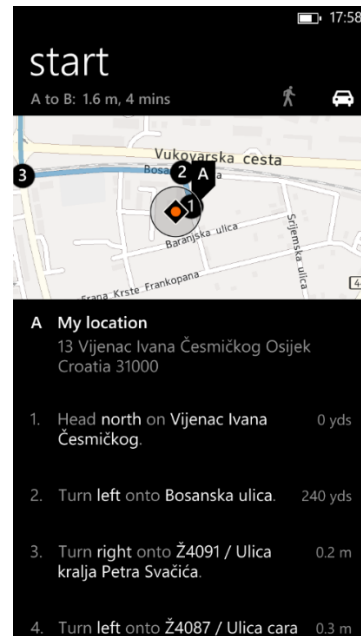 17:58
start
A to B: 1.6 m, 4 mins
Vukovarska cesta
3
2
A
1
Baranjska ulica
Srijemska ulica
Frana Krste Frankopana
A My location
13 Vijenac Ivana Česmičkog Osijek
Croatia 31000
1. Head north on Vijenac Ivana 0 yds
Česmičkog.
2. Turn left onto Bosanska ulica. 240 yds
3. Turn right onto Ž4091 / Ulica 0.2 m
kralja Petra Svačića.
4. Turn left onto Ž4087 / Ulica cara 0.3 m